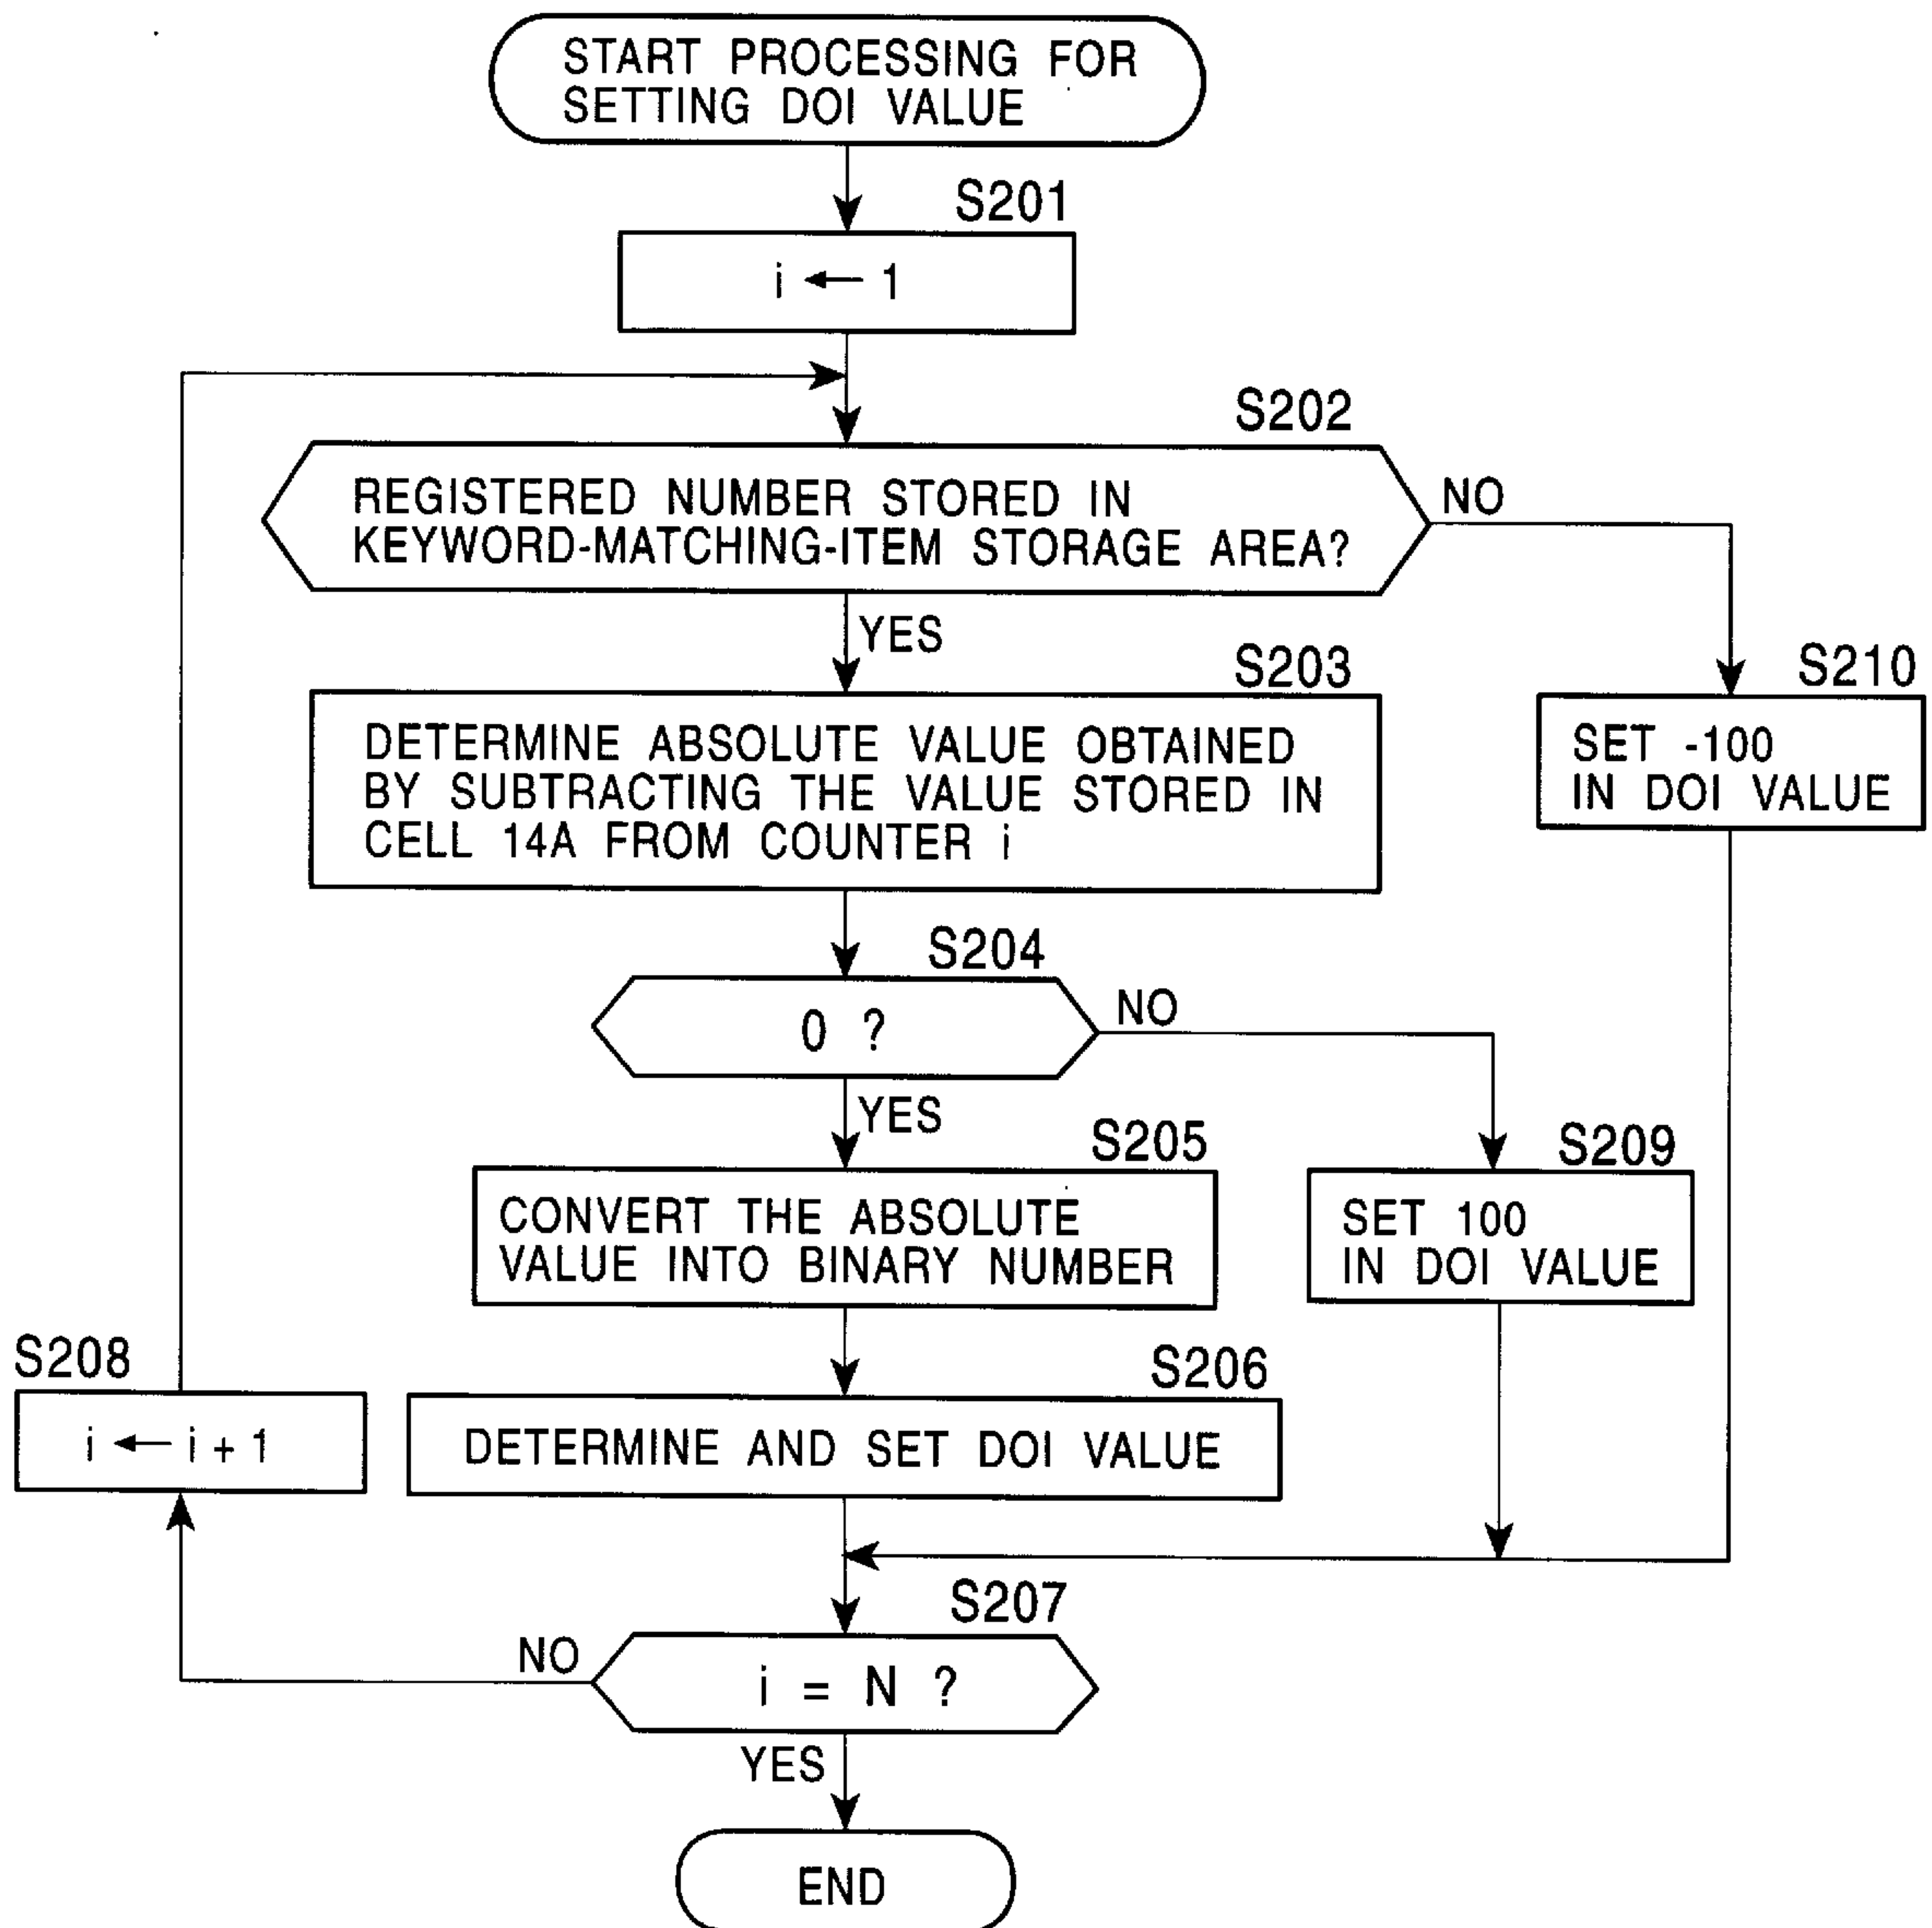 START PROCESSING FOR
SETTING DOI VALUE
S201
i ← 1
S202
REGISTERED NUMBER STORED IN
KEYWORD-MATCHING-ITEM STORAGE AREA?
NO
YES
S203
DETERMINE ABSOLUTE VALUE OBTAINED
BY SUBTRACTING THE VALUE STORED IN
CELL 14A FROM COUNTER i
S210
SET -100
IN DOI VALUE
S204
0 ?
NO
YES
S205
CONVERT THE ABSOLUTE
VALUE INTO BINARY NUMBER
S209
SET 100
IN DOI VALUE
S208
i ← i + 1
S206
DETERMINE AND SET DOI VALUE
S207
i = N ?
NO
YES
END